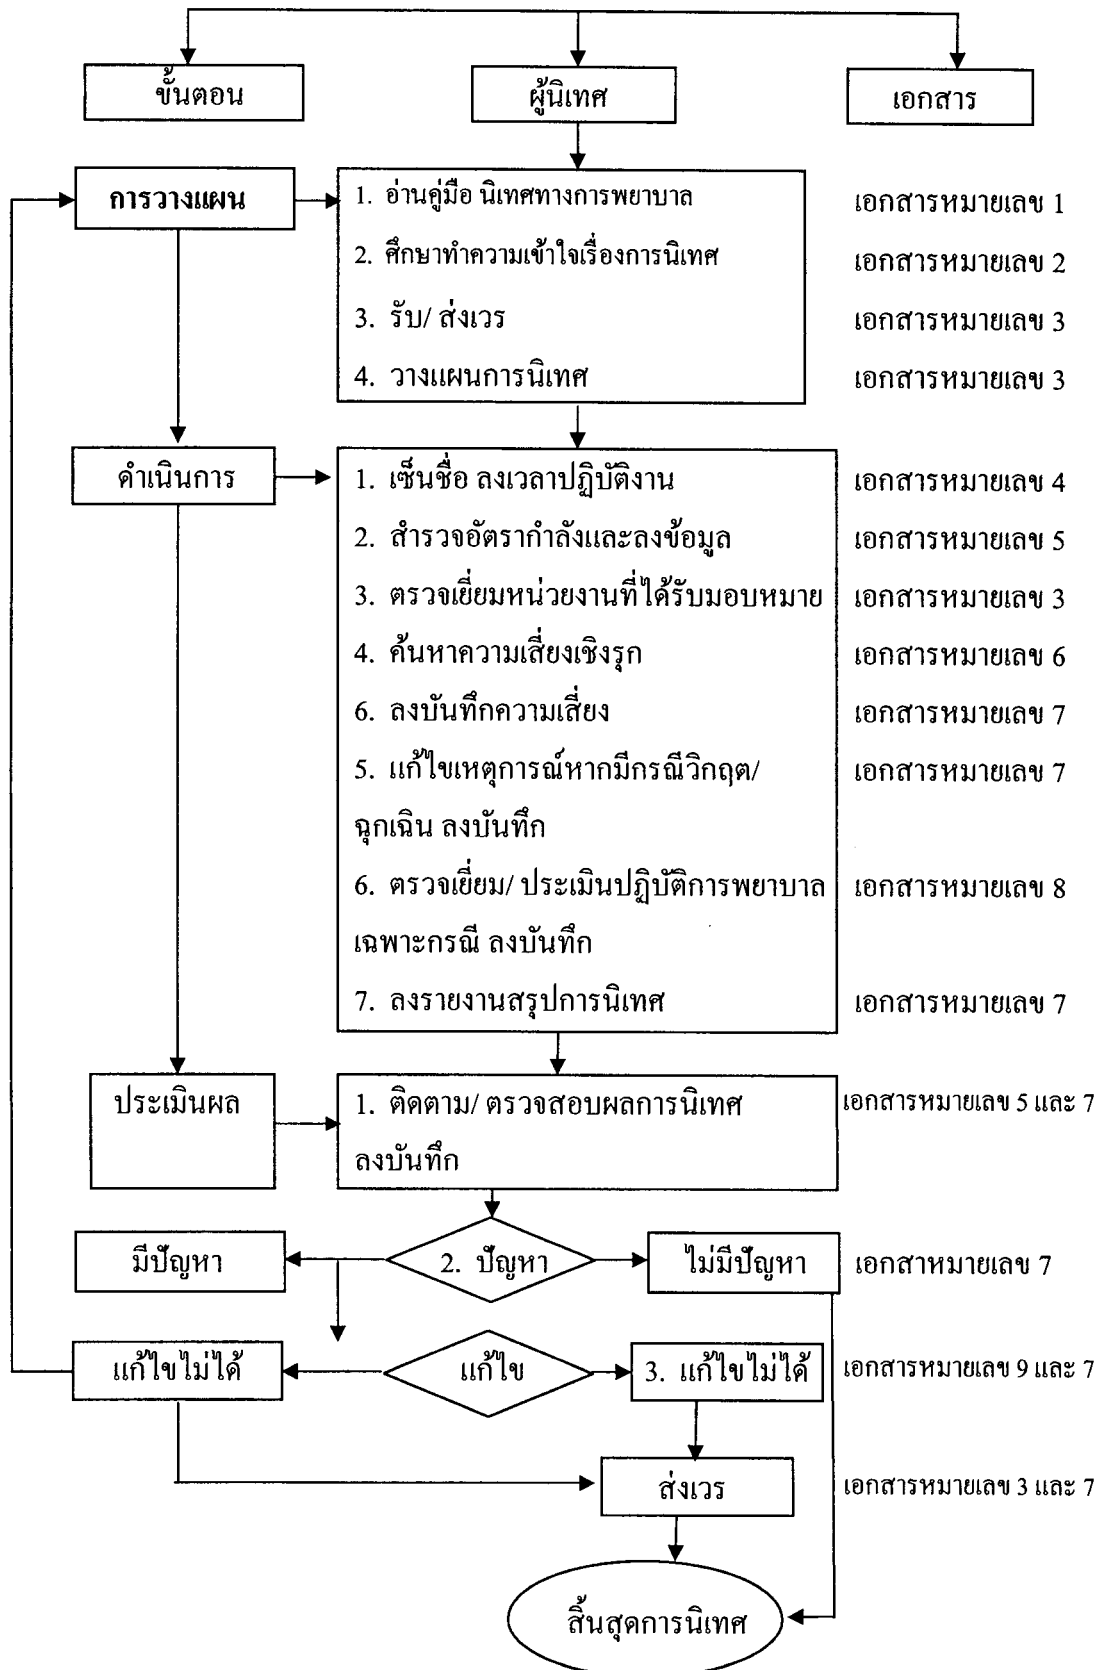 ขั้นตอน
ผู้นิเทศ
เอกสาร
การวางแผน
1. อ่านคู่มือ นิเทศทางการพยาบาล
เอกสารหมายเลข 1
2. ศึกษาทำความเข้าใจเรื่องการนิเทศ
เอกสารหมายเลข 2
3. รับ/ ส่งเวร
เอกสารหมายเลข 3
4. วางแผนการนิเทศ
เอกสารหมายเลข 3
ดำเนินการ
1. เซ็นชื่อ ลงเวลาปฏิบัติงาน
เอกสารหมายเลข 4
2. สำรวจอัตรากำลังและลงข้อมูล
เอกสารหมายเลข 5
3. ตรวจเยี่ยมหน่วยงานที่ได้รับมอบหมาย
เอกสารหมายเลข 3
4. ค้นหาความเสี่ยงเชิงรุก
เอกสารหมายเลข 6
6. ลงบันทึกความเสี่ยง
เอกสารหมายเลข 7
5. แก้ไขเหตุการณ์หากมีกรณีวิกฤต/
เอกสารหมายเลข 7
ฉุกเฉิน ลงบันทึก
6. ตรวจเยี่ยม/ ประเมินปฏิบัติการพยาบาล
เอกสารหมายเลข 8
เฉพาะกรณี ลงบันทึก
7. ลงรายงานสรุปการนิเทศ
เอกสารหมายเลข 7
ประเมินผล
1. ติดตาม/ ตรวจสอบผลการนิเทศ
เอกสารหมายเลข 5 และ 7
ลงบันทึก
มีปัญหา
2. ปัญหา
ไม่มีปัญหา
เอกสาหมายเลข 7
แก้ไขไม่ได้
แก้ไข
3. แก้ไขไม่ได้
เอกสารหมายเลข 9 และ 7
ส่งเวร
เอกสารหมายเลข 3 และ 7
สิ้นสุดการนิเทศ